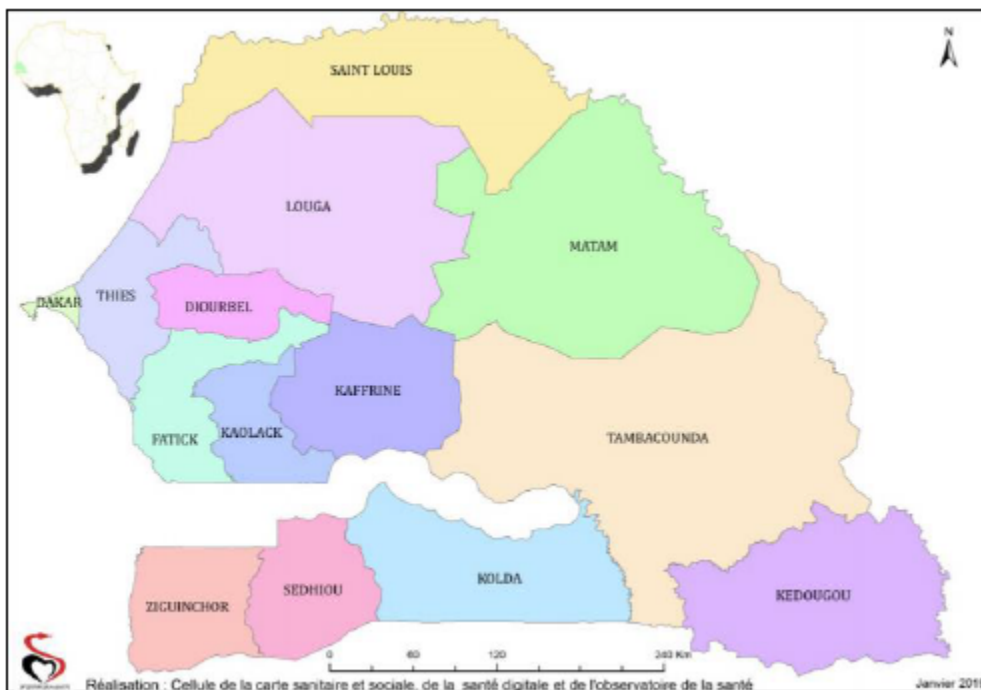 N
SAINT LOUIS
LOUGA
MATAM
DAKAR
THIES
DIOURBEL
KAFFRINE
FATICK
KAOLACK
TAMBACOUNDA
ZIGUINCHOR
SEDHIOU
KOLDA
KEDOUGOU
0 60 120 240 Km
Réalisation : Cellule de la carte sanitaire et sociale, de la santé digitale et de l'observatoire de la santé
Janvier